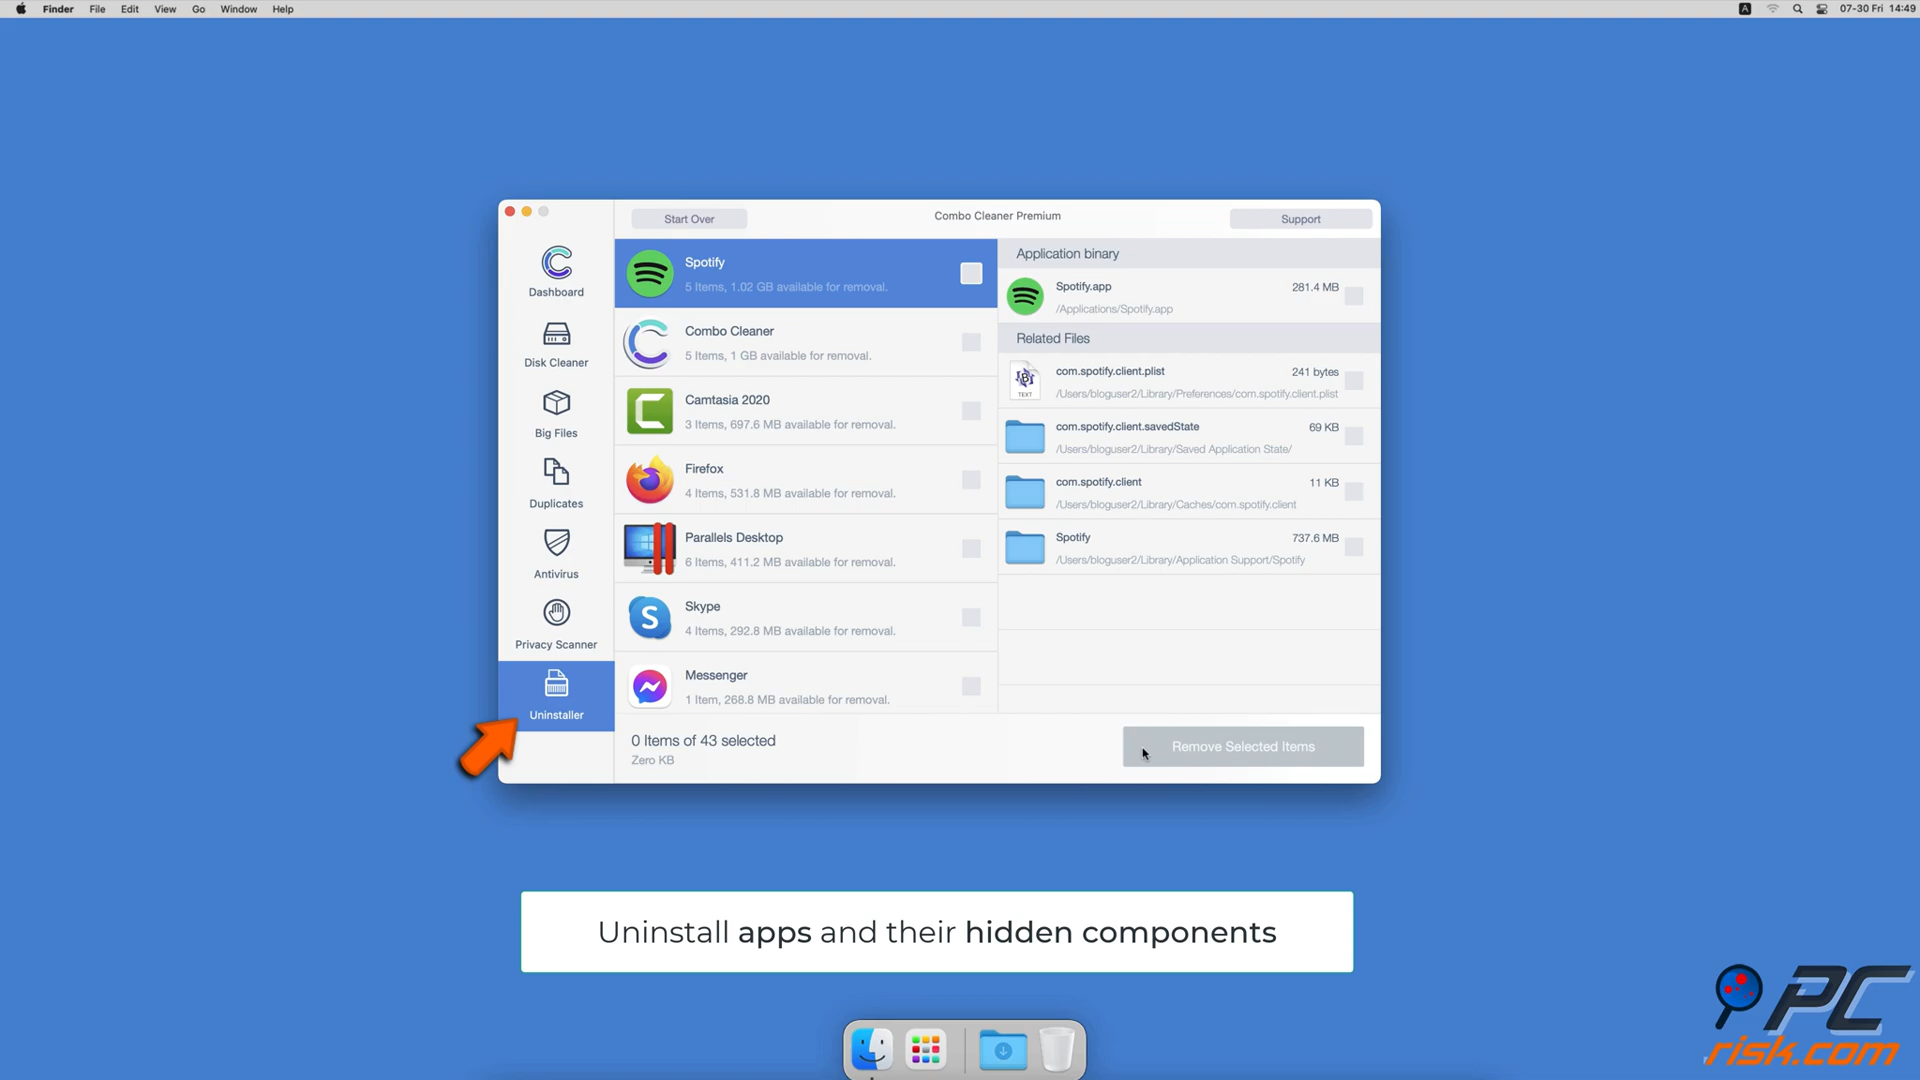 Finder File Edit View Go Window Help
A 07-30 Fri 14:49
Start Over
Combo Cleaner Premium
Support
Dashboard
Disk Cleaner
Big Files
Duplicates
Antivirus
Privacy Scanner
Uninstaller
Spotify
5 Items, 1.02 GB available for removal.
Combo Cleaner
5 Items, 1 GB available for removal.
Camtasia 2020
3 Items, 697.6 MB available for removal.
Firefox
4 Items, 531.8 MB available for removal.
Parallels Desktop
6 Items, 411.2 MB available for removal.
Skype
4 Items, 292.8 MB available for removal.
Messenger
1 Item, 268.8 MB available for removal.
Application binary
Spotify.app 281.4 MB
/Applications/Spotify.app
Related Files
com.spotify.client.plist 241 bytes
/Users/bloguser2/Library/Preferences/com.spotify.client.plist
TEXT
com.spotify.client.savedState 69 KB
/Users/bloguser2/Library/Saved Application State/
com.spotify.client 11 KB
/Users/bloguser2/Library/Caches/com.spotify.client
Spotify 737.6 MB
/Users/bloguser2/Library/Application Support/Spotify
0 Items of 43 selected
Zero KB
Remove Selected Items
Uninstall apps and their hidden components
PC
risk.com